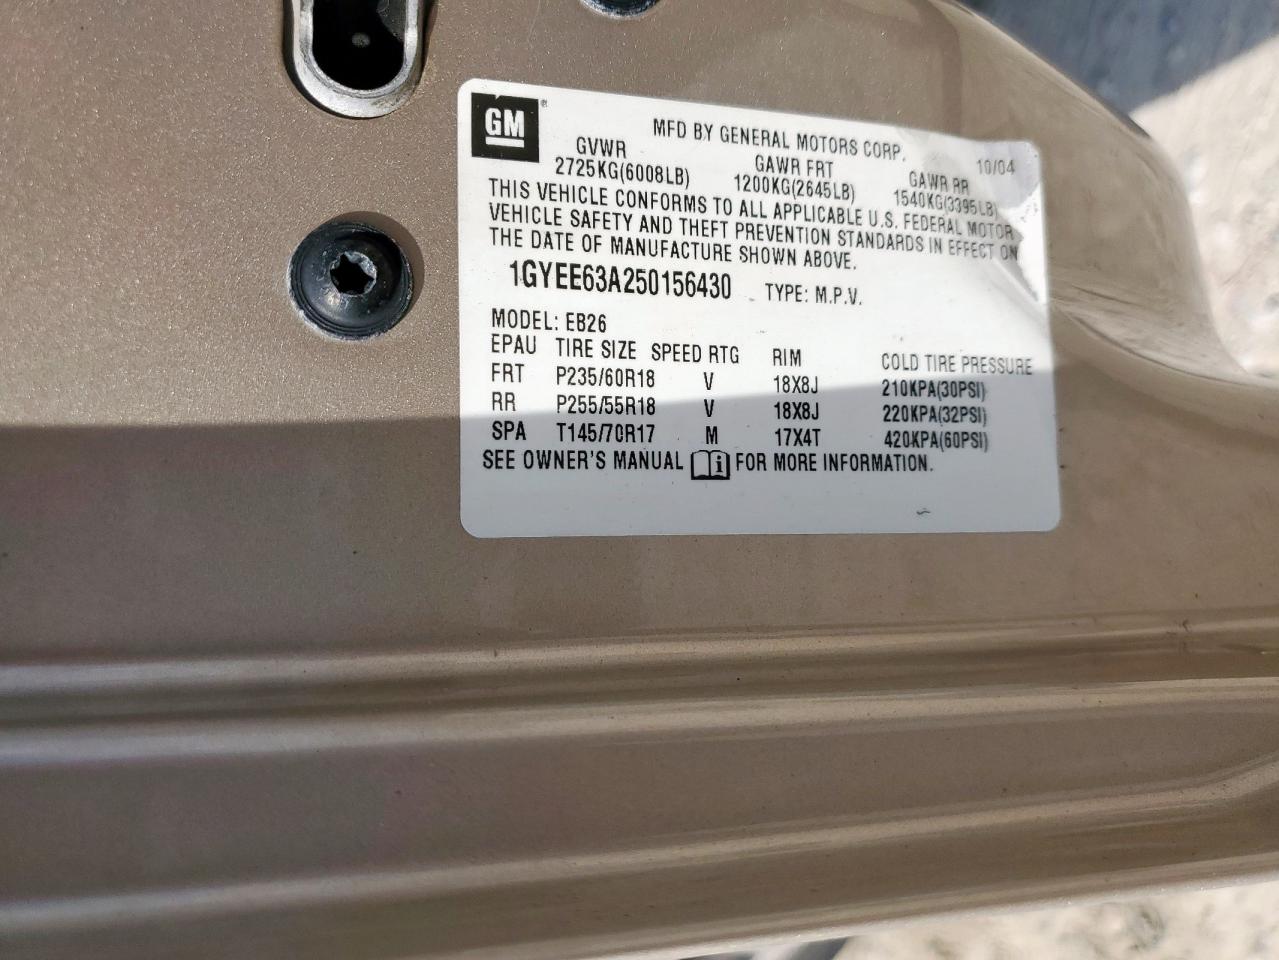 GM ®
MFD BY GENERAL MOTORS CORP. 10/04
GVWR GAWR FRT GAWR RR
2725KG(6008LB) 1200KG(2645LB) 1540KG(3395LB)
THIS VEHICLE CONFORMS TO ALL APPLICABLE U.S. FEDERAL MOTOR
VEHICLE SAFETY AND THEFT PREVENTION STANDARDS IN EFFECT ON
THE DATE OF MANUFACTURE SHOWN ABOVE.
1GYEE63A250156430 TYPE: M.P.V.
MODEL: EB26
EPAU TIRE SIZE SPEED RTG RIM COLD TIRE PRESSURE
FRT P235/60R18 V 18X8J 210KPA(30PSI)
RR P255/55R18 V 18X8J 220KPA(32PSI)
SPA T145/70R17 M 17X4T 420KPA(60PSI)
SEE OWNER'S MANUAL i FOR MORE INFORMATION.